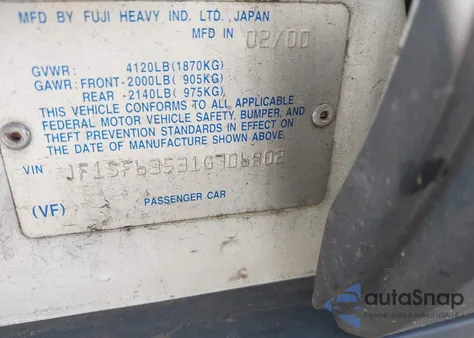 MFD BY FUJI HEAVY IND. LTD., JAPAN
MFD IN 02/00
GVWR: 4120LB(1870KG)
GAWR: FRONT-2000LB( 905KG)
REAR -2140LB( 975KG)
THIS VEHICLE CONFORMS TO ALL APPLICABLE
FEDERAL MOTOR VEHICLE SAFETY, BUMPER, AND
THEFT PREVENTION STANDARDS IN EFFECT ON
THE DATE OF MANUFACTURE SHOWN ABOVE.
VIN
(VF) PASSENGER CAR
autoSnap